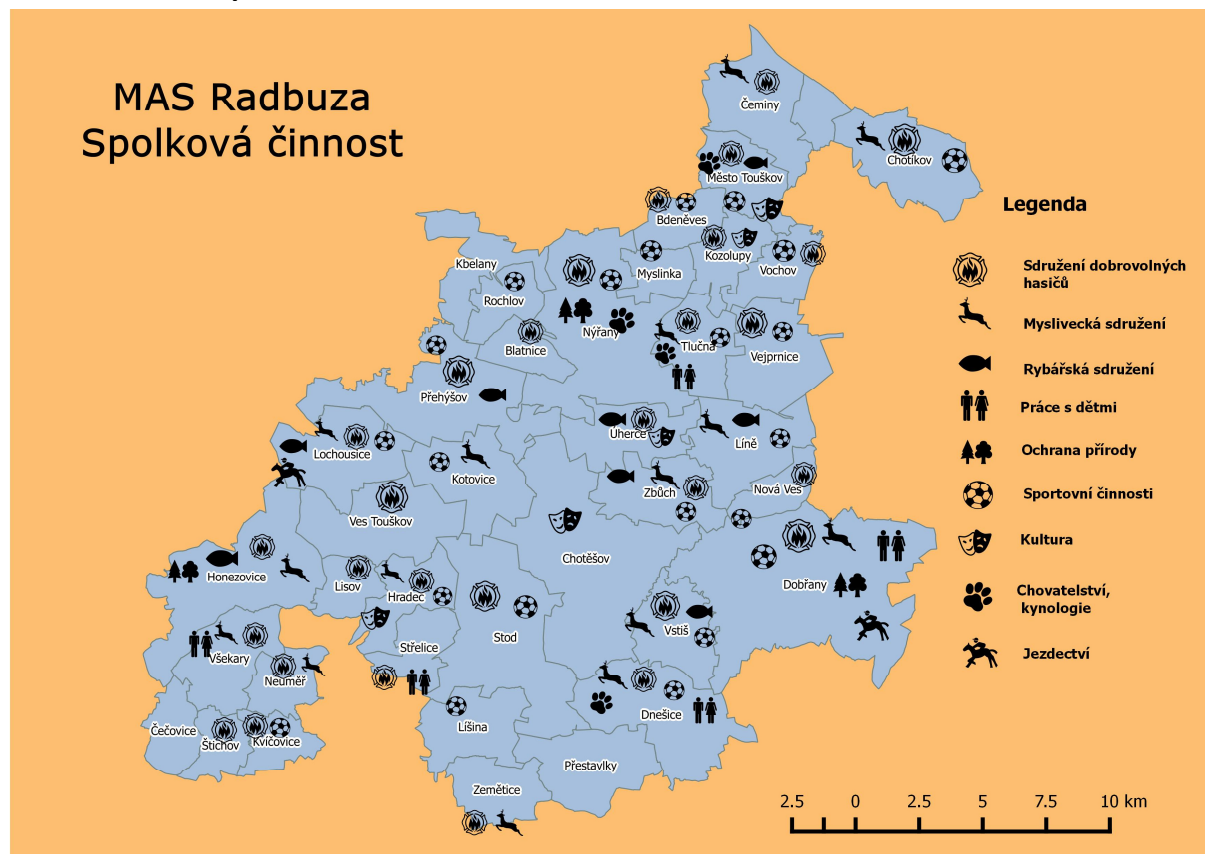 MAS Radbuza
Spolková činnost
Čeminy
Chotíkov
Město Touškov
Legenda
Bdeněves
Kozolupy
Vochov
Kbelany
Myslinka
Sdružení dobrovolných
hasičů
Rochlov
Myslivecká sdružení
Nýřany
Blatnice
Tlučná
Vejprnice
Rybářská sdružení
Přehýšov
Práce s dětmi
Úherce
Líně
Lochousice
Ochrana přírody
Kotovice
Zbůch
Nová Ves
Sportovní činnosti
Ves Touškov
Kultura
Chotěšov
Honezovice
Lisov
Hradec
Dobřany
Chovatelství,
kynologie
Stod
Vstiš
Střelice
Všekary
Jezdectví
Neuměř
Dnešice
Líšina
Čečovice
Štichov
Kvíčovice
Přestavlky
Zemětice
2.5 0 2.5 5 7.5 10 km